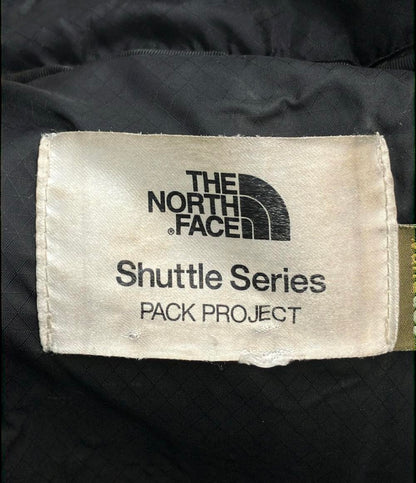 THE
NORTH
FACE
Shuttle Series
PACK PROJECT